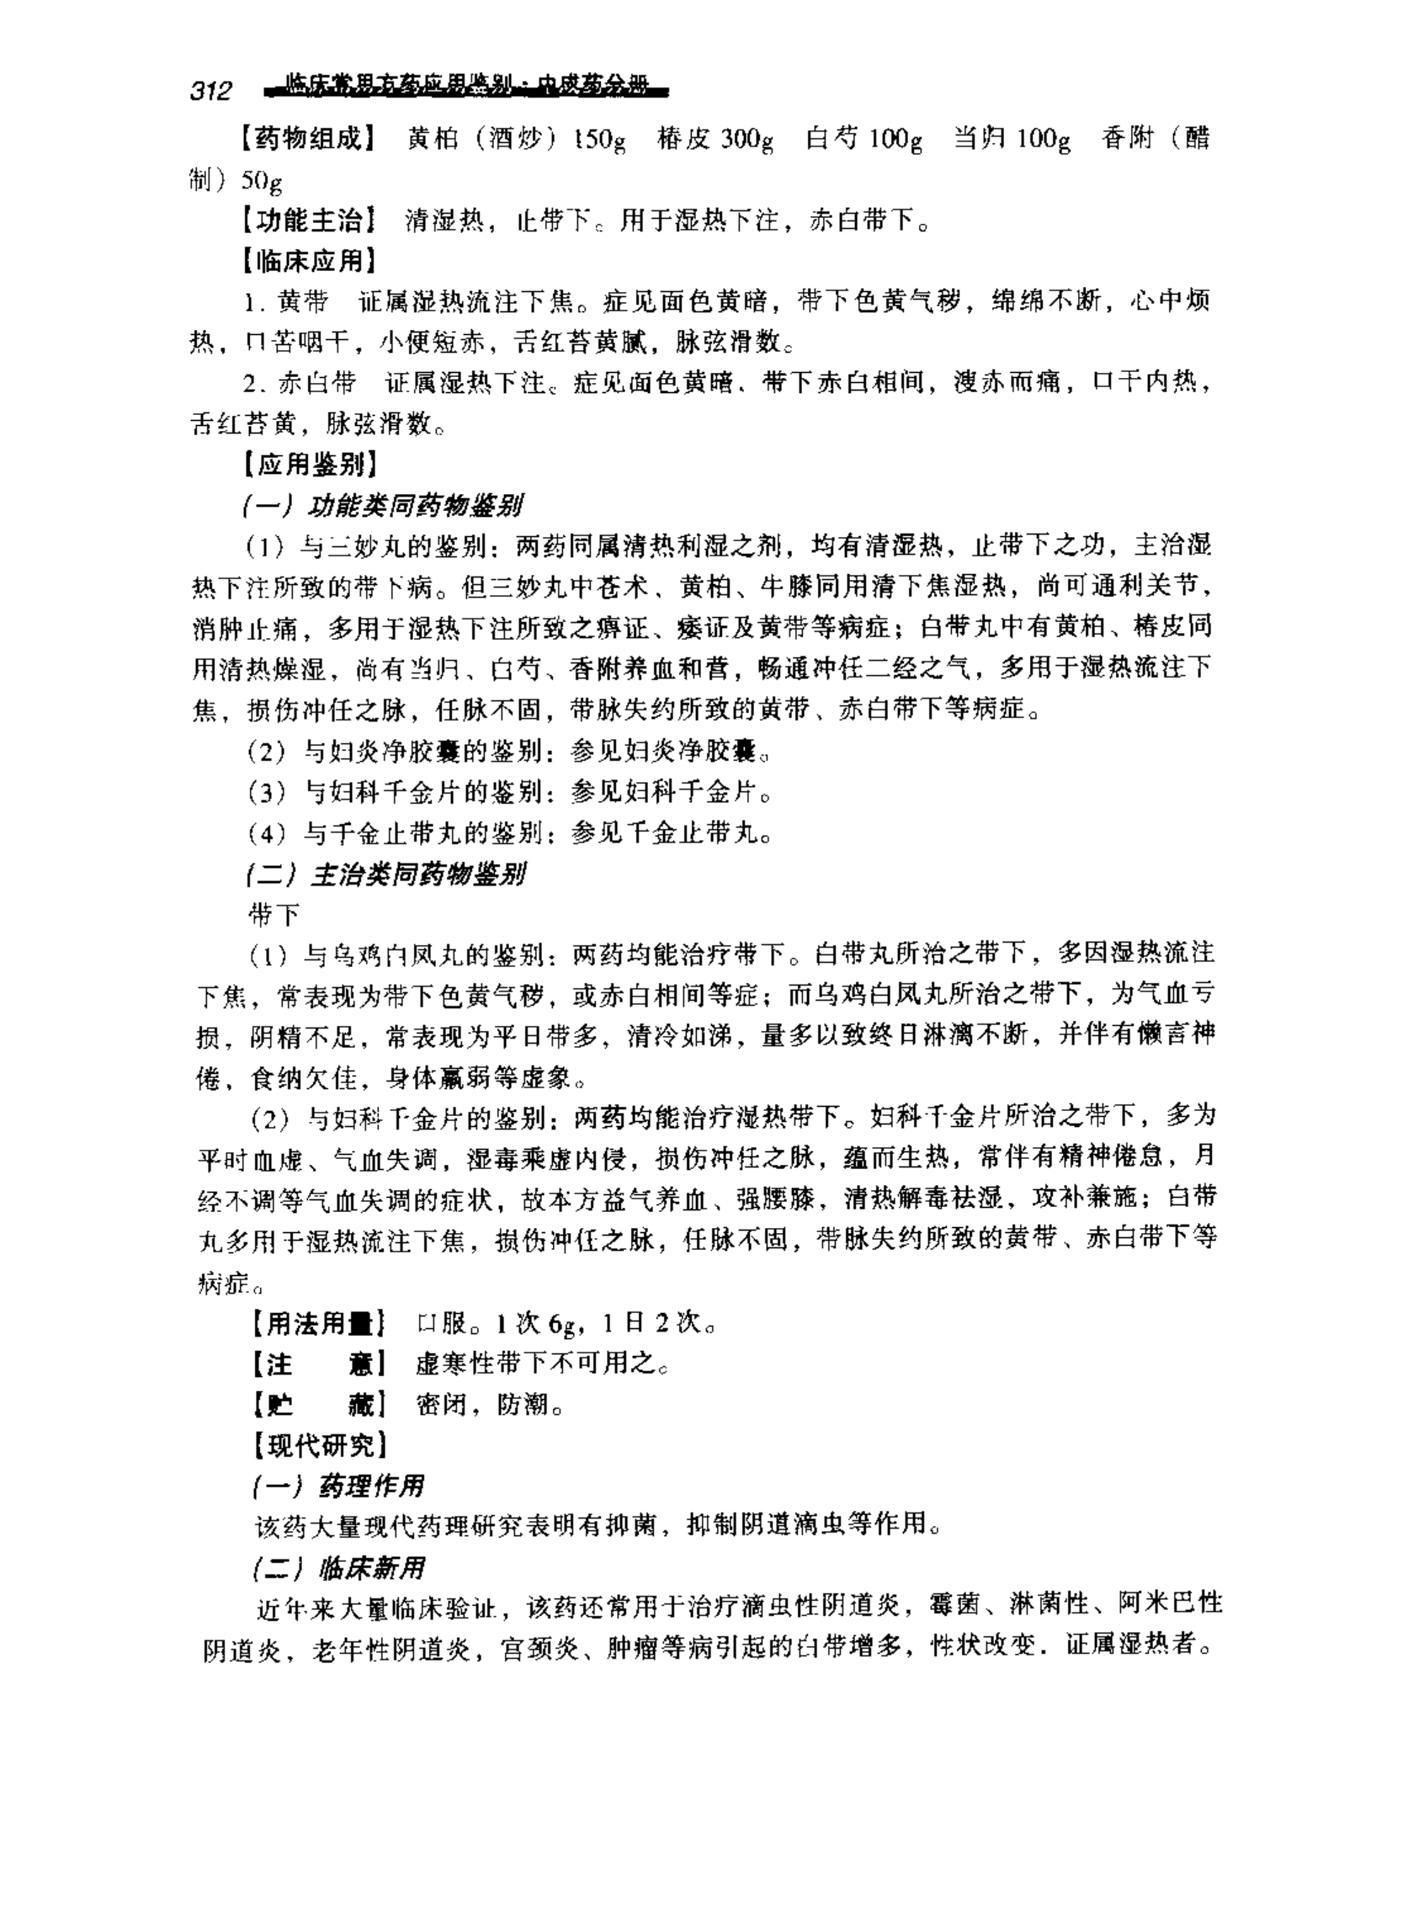 312 临床常用方药应用鉴别：中成药分册
【药物组成】 黄柏（酒炒）150g 椿皮 300g 白芍 100g 当归 100g 香附（醋
制）50g
【功能主治】 清湿热，止带下。用于湿热下注，赤白带下。
【临床应用】
1. 黄带 证属湿热流注下焦。症见面色黄暗，带下色黄气秽，绵绵不断，心中烦
热，口苦咽干，小便短赤，舌红苔黄腻，脉弦滑数。
2. 赤白带 证属湿热下注。症见面色黄暗．带下赤白相间，溲赤而痛，口干内热，
舌红苔黄，脉弦滑数。
【应用鉴别】
（一）功能类同药物鉴别
（1）与三妙丸的鉴别：两药同属清热利湿之剂，均有清湿热，止带下之功，主治湿
热下注所致的带下病。但三妙丸中苍术、黄柏、牛膝同用清下焦湿热，尚可通利关节，
消肿止痛，多用于湿热下注所致之痹证、痿证及黄带等病症；白带丸中有黄柏、椿皮同
用清热燥湿，尚有当归、白芍、香附养血和营，畅通冲任二经之气，多用于湿热流注下
焦，损伤冲任之脉，任脉不固，带脉失约所致的黄带、赤白带下等病症。
（2）与妇炎净胶囊的鉴别：参见妇炎净胶囊。
（3）与妇科千金片的鉴别：参见妇科千金片。
（4）与千金止带丸的鉴别：参见千金止带丸。
（二）主治类同药物鉴别
带下
（1）与乌鸡白凤丸的鉴别：两药均能治疗带下。白带丸所治之带下，多因湿热流注
下焦，常表现为带下色黄气秽，或赤白相间等症；而乌鸡白凤丸所治之带下，为气血亏
损，阴精不足，常表现为平日带多，清冷如涕，量多以致终日淋漓不断，并伴有懒言神
倦，食纳欠佳，身体羸弱等虚象。
（2）与妇科千金片的鉴别：两药均能治疗湿热带下。妇科千金片所治之带下，多为
平时血虚、气血失调，湿毒乘虚内侵，损伤冲任之脉，蕴而生热，常伴有精神倦怠，月
经不调等气血失调的症状，故本方益气养血、强腰膝，清热解毒祛湿，攻补兼施；白带
丸多用于湿热流注下焦，损伤冲任之脉，任脉不固，带脉失约所致的黄带、赤白带下等
病症。
【用法用量】 口服。1 次 6g，1 日 2 次。
【注 意】 虚寒性带下不可用之。
【贮 藏】 密闭，防潮。
【现代研究】
（一）药理作用
该药大量现代药理研究表明有抑菌，抑制阴道滴虫等作用。
（二）临床新用
近年来大量临床验证，该药还常用于治疗滴虫性阴道炎，霉菌、淋菌性、阿米巴性
阴道炎，老年性阴道炎，宫颈炎、肿瘤等病引起的白带增多，性状改变．证属湿热者。